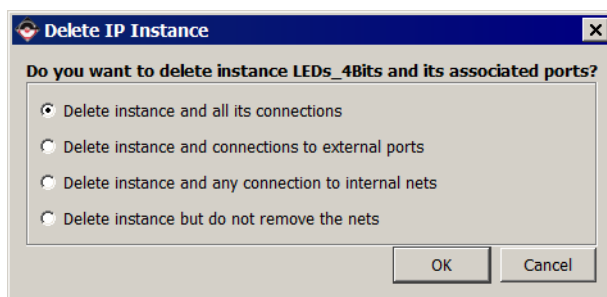 Delete IP Instance
Do you want to delete instance LEDs_4Bits and its associated ports?
Delete instance and all its connections
Delete instance and connections to external ports
Delete instance and any connection to internal nets
Delete instance but do not remove the nets
OK Cancel